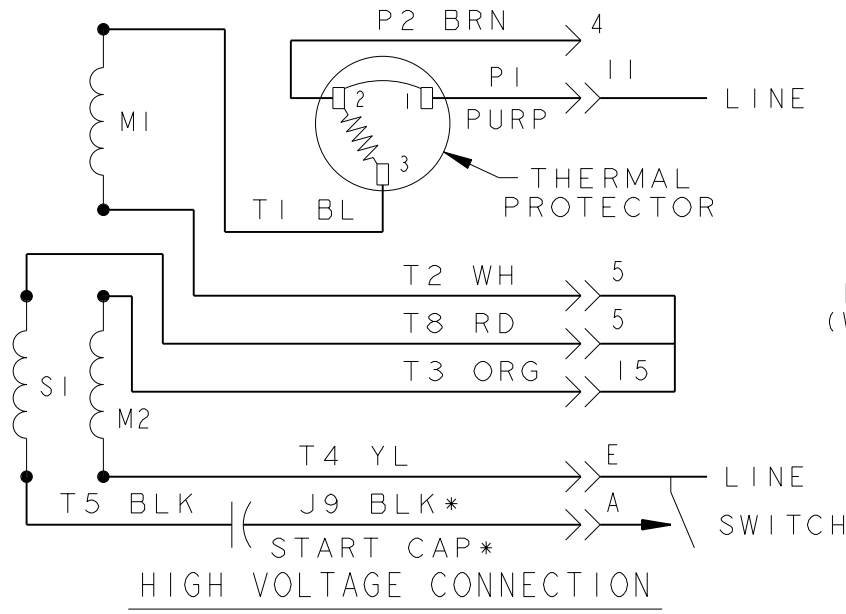 P2 BRN
4
2
1
P1
11
LINE
M1
PURP
3
THERMAL
PROTECTOR
T1 BL
T2 WH
5
T8 RD
5
(
S1
T3 ORG
15
M2
T4 YL
E
LINE
T5 BLK
J9 BLK*
A
SWITCH
START CAP*
HIGH VOLTAGE CONNECTION